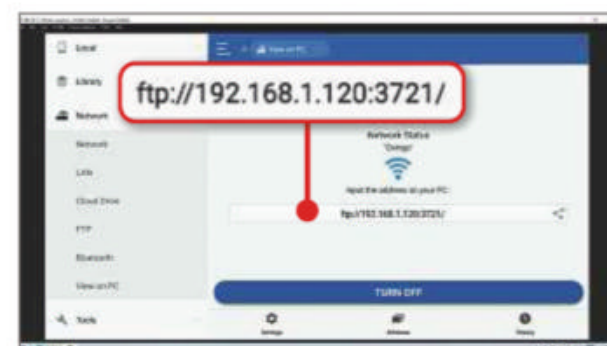 Local
View on PC
Library
ftp://192.168.1.120:3721/
Network
Network
LAN
Cloud Drive
FTP
Bluetooth
View on PC
Tools
Network Status
Input the address on your PC:
ftp://192.168.1.120:3721/
TURN OFF
Settings